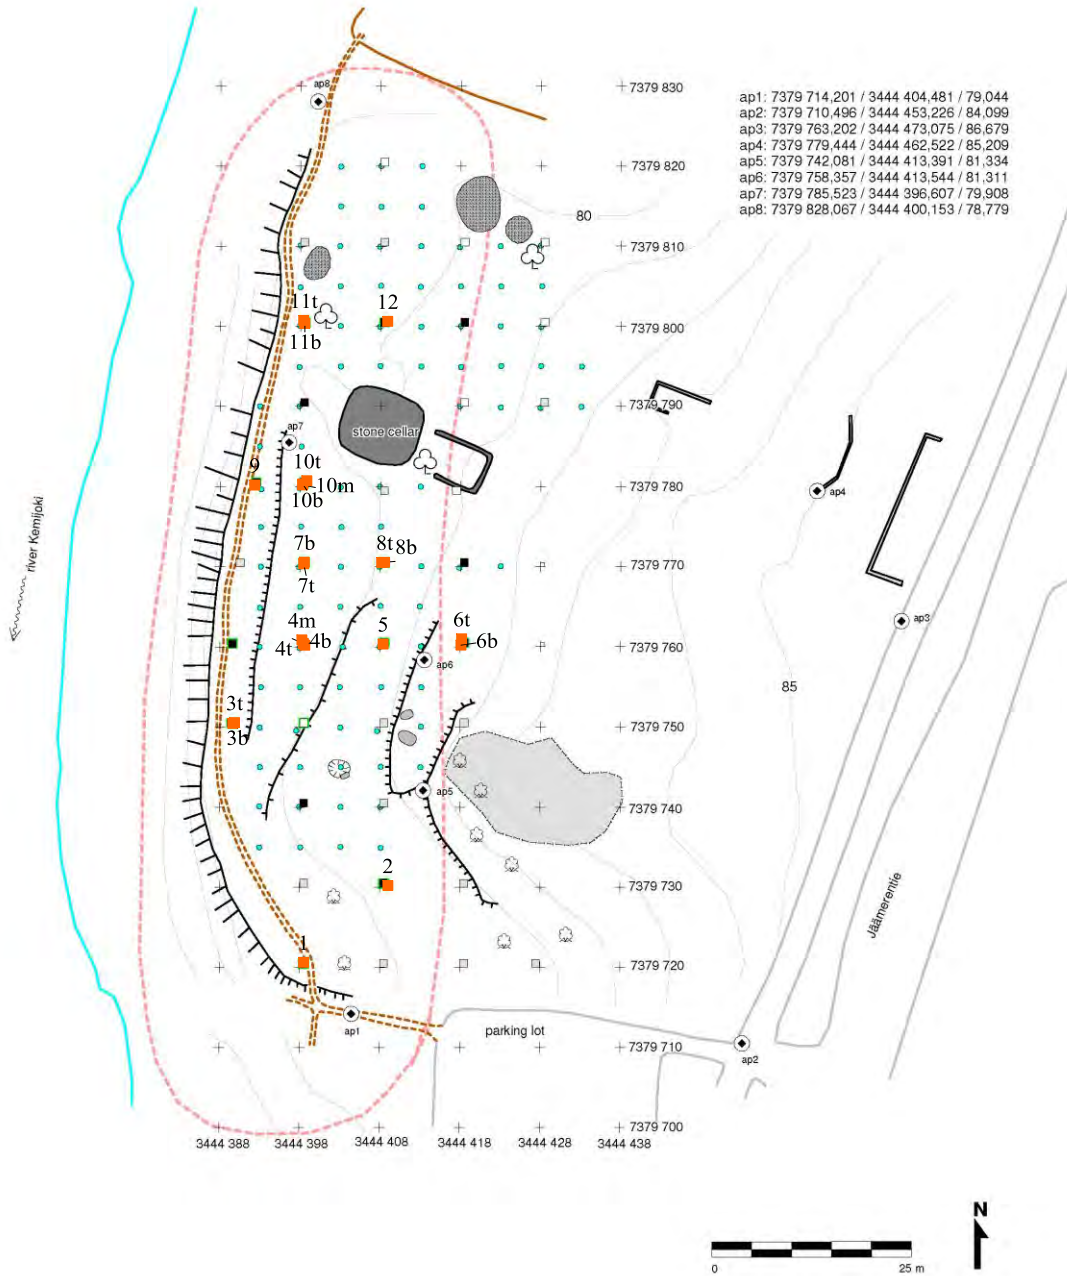 ap8
7379 830
ap1: 7379 714,201 / 3444 404,481 / 79,044
ap2: 7379 710,496 / 3444 453,226 / 84,099
ap3: 7379 763,202 / 3444 473,075 / 86,679
ap4: 7379 779,444 / 3444 462,522 / 85,209
ap5: 7379 742,081 / 3444 413,391 / 81,334
ap6: 7379 758,357 / 3444 413,544 / 81,311
ap7: 7379 785,523 / 3444 396,607 / 79,908
ap8: 7379 828,067 / 3444 400,153 / 78,779
7379 820
80
7379 810
11t
12
7379 800
11b
7379 790
ap7
stone cellar
9
10t
10m
10b
7379 780
ap4
river Kemijoki
7b
8t
8b
7379 770
7t
4m
4b
4t
5
6t
6b
7379 760
ap3
ap6
85
3t
3b
7379 750
ap5
7379 740
2
7379 730
Jäämerentie
1
7379 720
ap1
parking lot
7379 710
ap2
7379 700
3444 388
3444 398
3444 408
3444 418
3444 428
3444 438
N
0
25 m